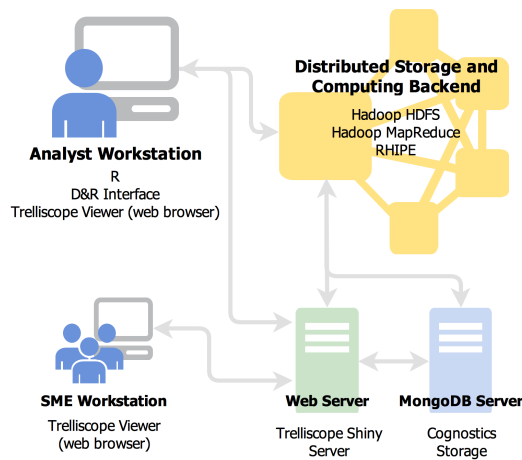 Distributed Storage and
Computing Backend
Hadoop HDFS
Hadoop MapReduce
RHIPE
Analyst Workstation
R
D&R Interface
Trelliscope Viewer (web browser)
SME Workstation
Trelliscope Viewer
(web browser)
Web Server
Trelliscope Shiny
Server
MongoDB Server
Cognostics
Storage